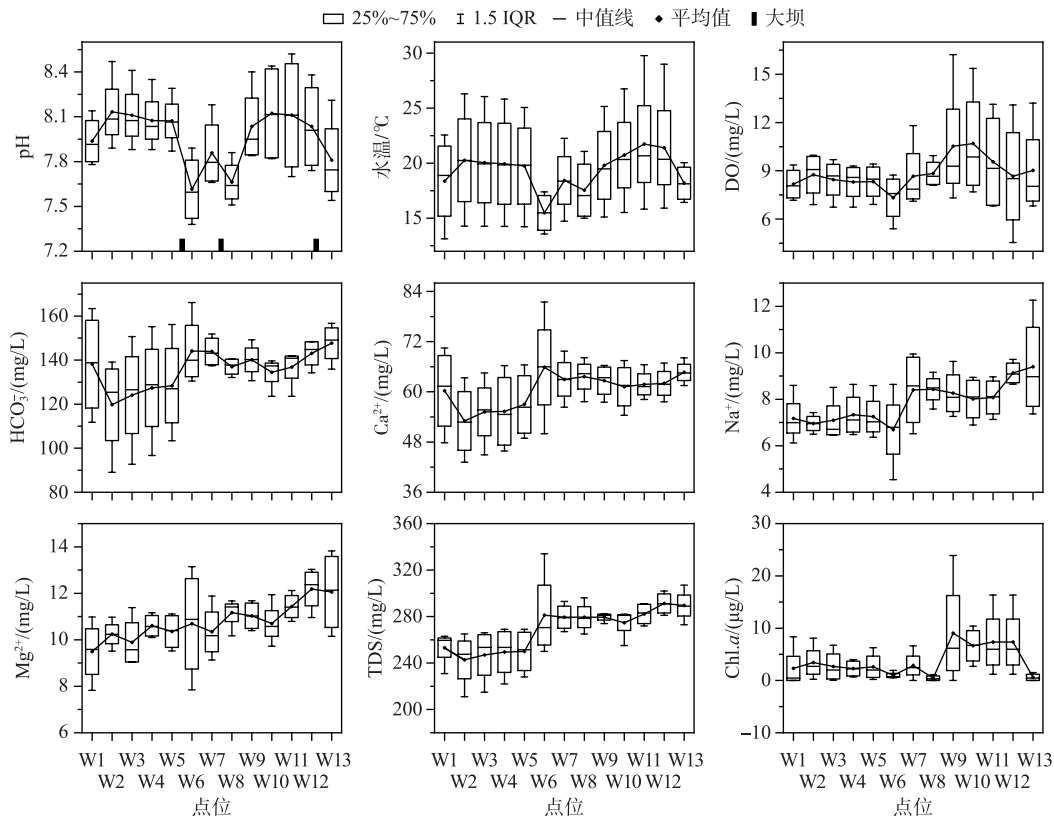 25%~75% 1.5 IQR 中值线 平均值 大坝
pH
8.4
8.1
7.8
7.5
7.2
水温/℃
30
25
20
15
DO/(mg/L)
15
12
9
6
HCO₃⁻/(mg/L)
160
140
120
100
80
Ca²⁺/(mg/L)
84
72
60
48
36
Na⁺/(mg/L)
12
10
8
6
4
Mg²⁺/(mg/L)
14
12
10
8
6
TDS/(mg/L)
360
300
240
180
Chl.a/(μg/L)
30
20
10
0
−10
W1 W3 W5 W7 W9 W11 W13
W2 W4 W6 W8 W10 W12
点位
W1 W3 W5 W7 W9 W11 W13
W2 W4 W6 W8 W10 W12
点位
W1 W3 W5 W7 W9 W11 W13
W2 W4 W6 W8 W10 W12
点位